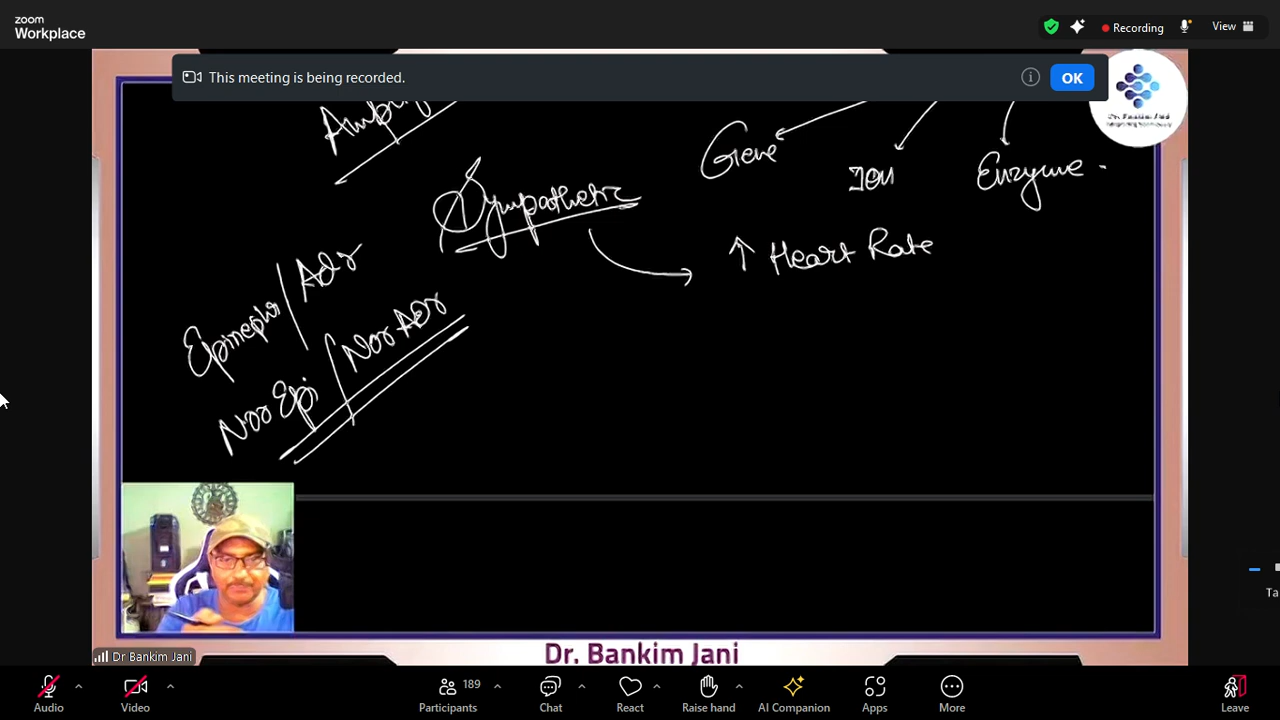 zoom
Workplace
Recording
View
This meeting is being recorded.
OK
Gene
Ion
Enzyme
Sympathetic
↑ Heart Rate
Epineph/Adr
Nor Epi/Nor Adr
Dr. Bankim Jani
Dr Bankim Jani
Audio
Video
189
Participants
Chat
React
Raise hand
AI Companion
Apps
More
Leave